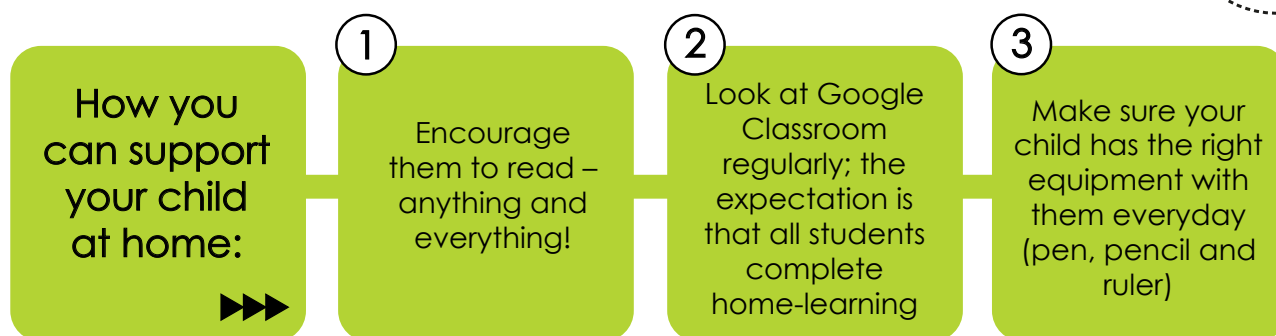 How you
can support
your child
at home:
1
Encourage
them to read –
anything and
everything!
2
Look at Google
Classroom
regularly; the
expectation is
that all students
complete
home-learning
3
Make sure your
child has the right
equipment with
them everyday
(pen, pencil and
ruler)